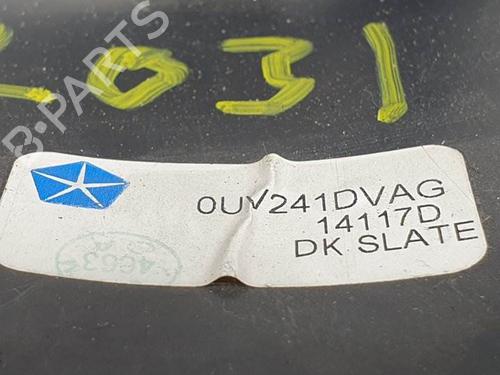 B-PARTS
031
0UV241DVAG
14117D
DK SLATE